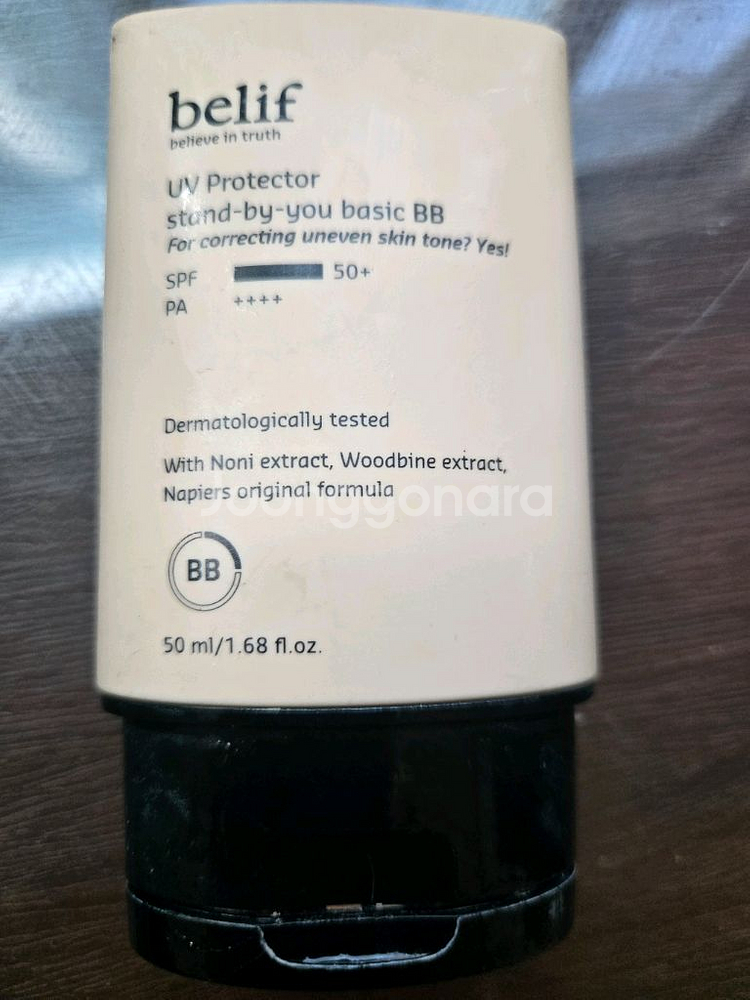 belif
believe in truth
UV Protector
stand-by-you basic BB
For correcting uneven skin tone? Yes!
SPF 50+
PA ++++
Dermatologically tested
With Noni extract, Woodbine extract,
Napiers original formula
Joonggonara
BB
50 ml/1.68 fl.oz.